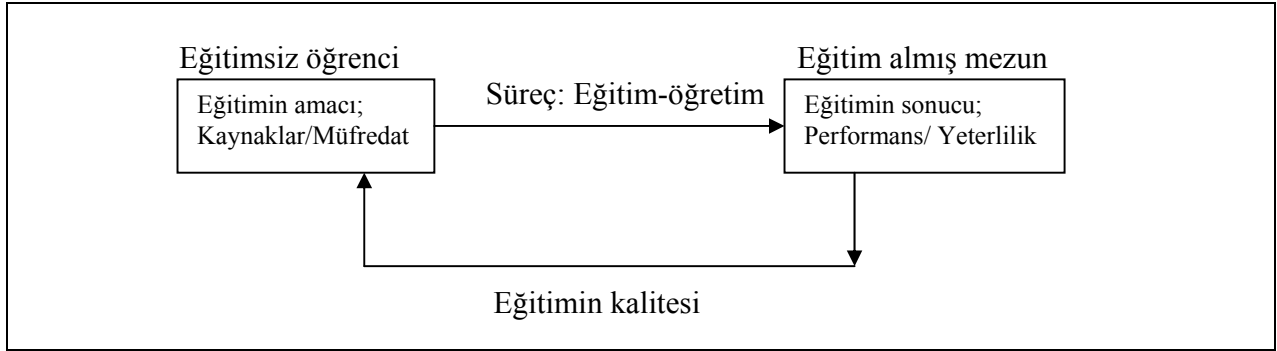 Eğitimsiz öğrenci
Eğitimin amacı;
Kaynaklar/Müfredat
Süreç: Eğitim-öğretim
Eğitim almış mezun
Eğitimin sonucu;
Performans/ Yeterlilik
Eğitimin kalitesi